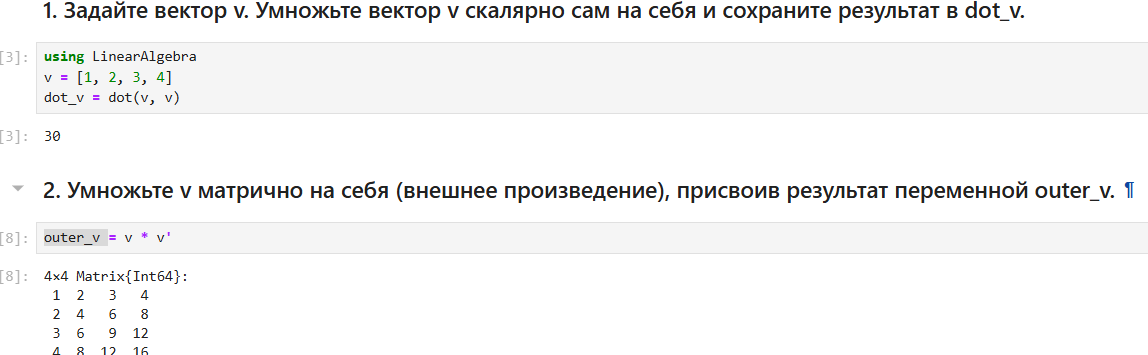 1. Задайте вектор v. Умножьте вектор v скалярно сам на себя и сохраните результат в dot_v.
[3]: using LinearAlgebra
v = [1, 2, 3, 4]
dot_v = dot(v, v)
[3]: 30
2. Умножьте v матрично на себя (внешнее произведение), присвоив результат переменной outer_v. ¶
[8]: outer_v = v * v'
[8]: 4×4 Matrix{Int64}:
1 2 3 4
2 4 6 8
3 6 9 12
4 8 12 16